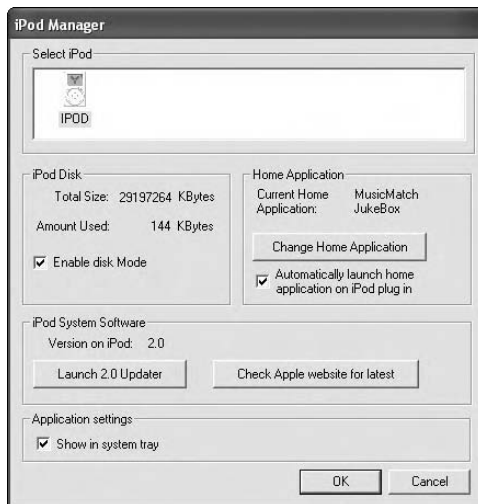 iPod Manager
Select iPod
IPOD
iPod Disk
Total Size: 29197264 KBytes
Amount Used: 144 KBytes
Enable disk Mode
Home Application
Current Home Application: MusicMatch JukeBox
Change Home Application
Automatically launch home
application on iPod plug in
iPod System Software
Version on iPod: 2.0
Launch 2.0 Updater
Check Apple website for latest
Application settings
Show in system tray
OK
Cancel